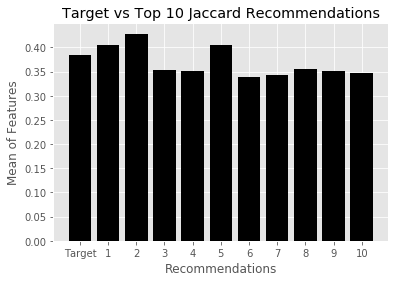 Target vs Top 10 Jaccard Recommendations
Mean of Features
0.40
0.35
0.30
0.25
0.20
0.15
0.10
0.05
0.00
Target 1 2 3 4 5 6 7 8 9 10
Recommendations